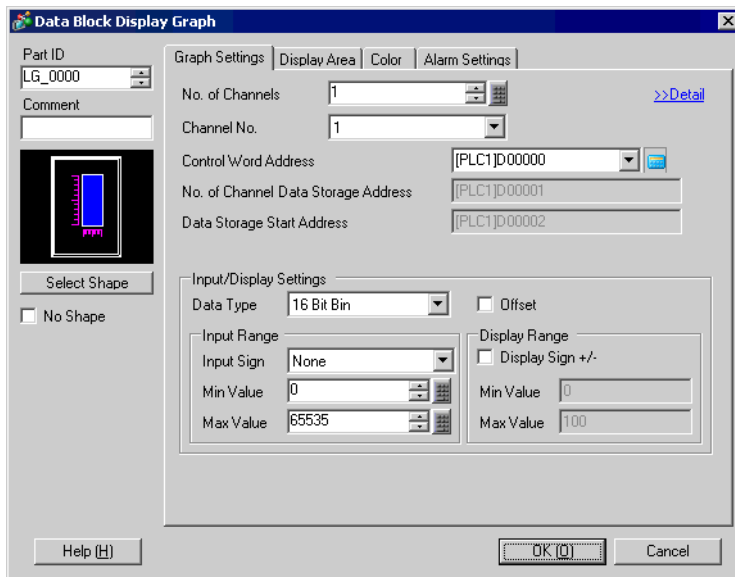 Data Block Display Graph
Part ID
LG_0000
Comment
Select Shape
No Shape
Graph Settings Display Area Color Alarm Settings
No. of Channels 1 >>Detail
Channel No. 1
Control Word Address [PLC1]D00000
No. of Channel Data Storage Address [PLC1]D00001
Data Storage Start Address [PLC1]D00002
Input/Display Settings
Data Type 16 Bit Bin Offset
Input Range Display Range
Input Sign None Display Sign +/-
Min Value 0 Min Value 0
Max Value 65535 Max Value 100
Help (H) OK (O) Cancel